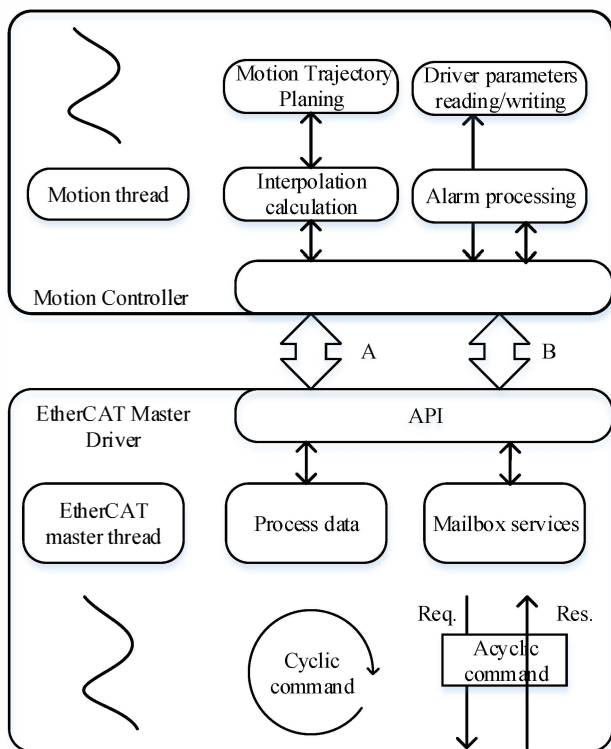 Motion Trajectory
Planing
Driver parameters
reading/writing
Motion thread
Interpolation
calculation
Alarm processing
Motion Controller
A
B
EtherCAT Master
Driver
API
EtherCAT
master thread
Process data
Mailbox services
Req.
Res.
Cyclic
command
Acyclic
command